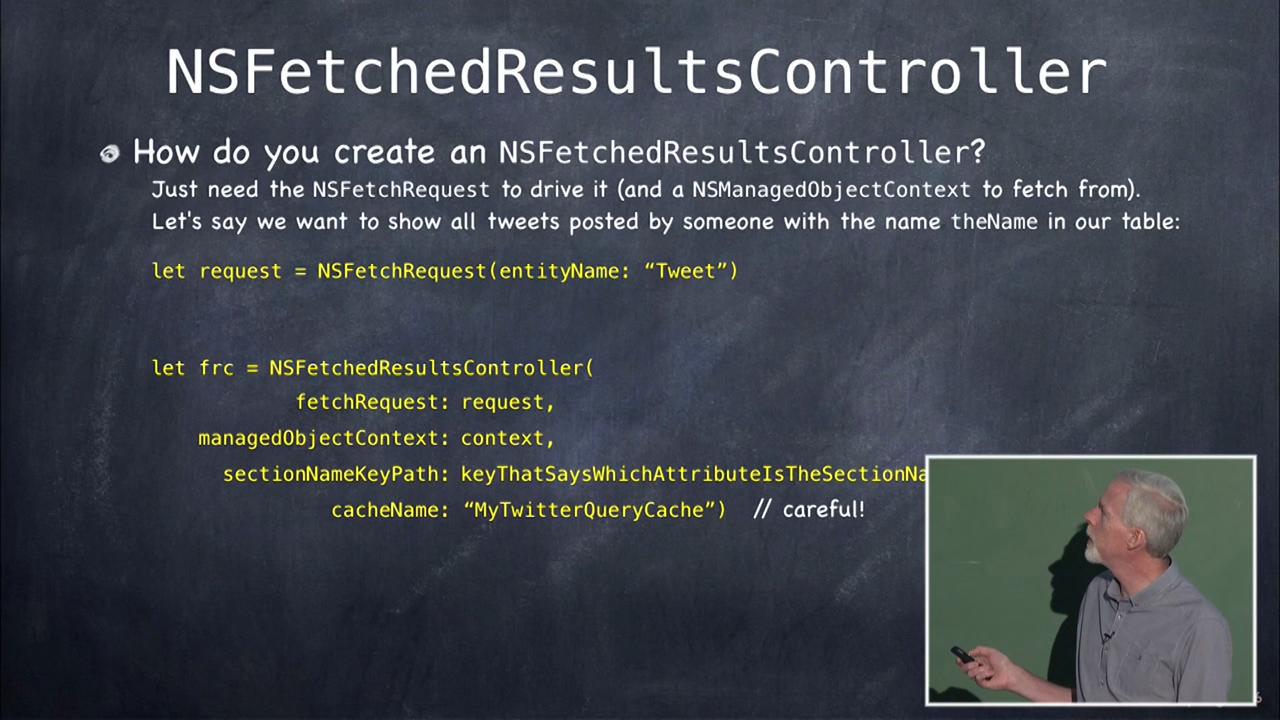 NSFetchedResultsController
How do you create an NSFetchedResultsController?
Just need the NSFetchRequest to drive it (and a NSManagedObjectContext to fetch from).
Let's say we want to show all tweets posted by someone with the name theName in our table:
let request = NSFetchRequest(entityName: “Tweet”)
let frc = NSFetchedResultsController(
fetchRequest: request,
managedObjectContext: context,
sectionNameKeyPath: keyThatSaysWhichAttributeIsTheSectionNa
cacheName: “MyTwitterQueryCache”) // careful!